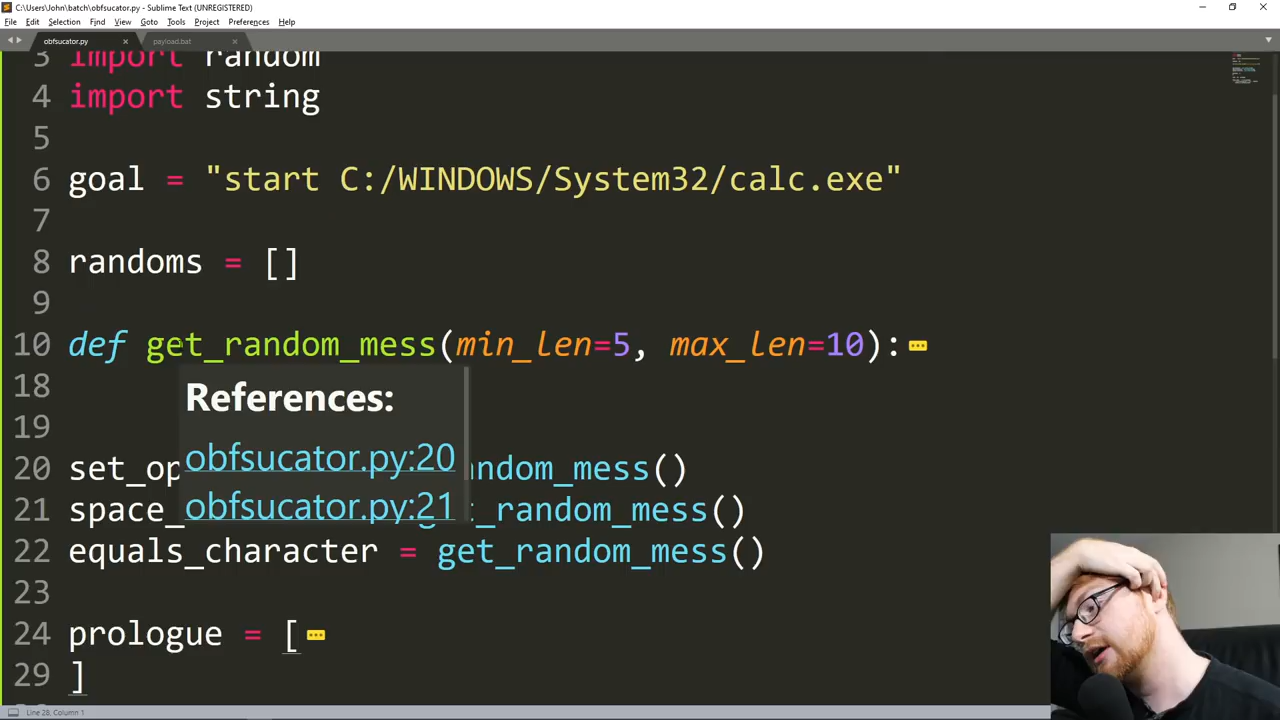 C:\Users\John\batch\obfsucator.py - Sublime Text (UNREGISTERED)
File Edit Selection Find View Goto Tools Project Preferences Help
obfsucator.py × payload.bat ×
3 import random
4 import string
5
6 goal = "start C:/WINDOWS/System32/calc.exe"
7
8 randoms = []
9
10 def get_random_mess(min_len=5, max_len=10):
18
References:
19
obfsucator.py:20
20 set_op ndom_mess()
obfsucator.py:21
21 space_ t_random_mess()
22 equals_character = get_random_mess()
23
24 prologue = [
29 ]
Line 28, Column 1